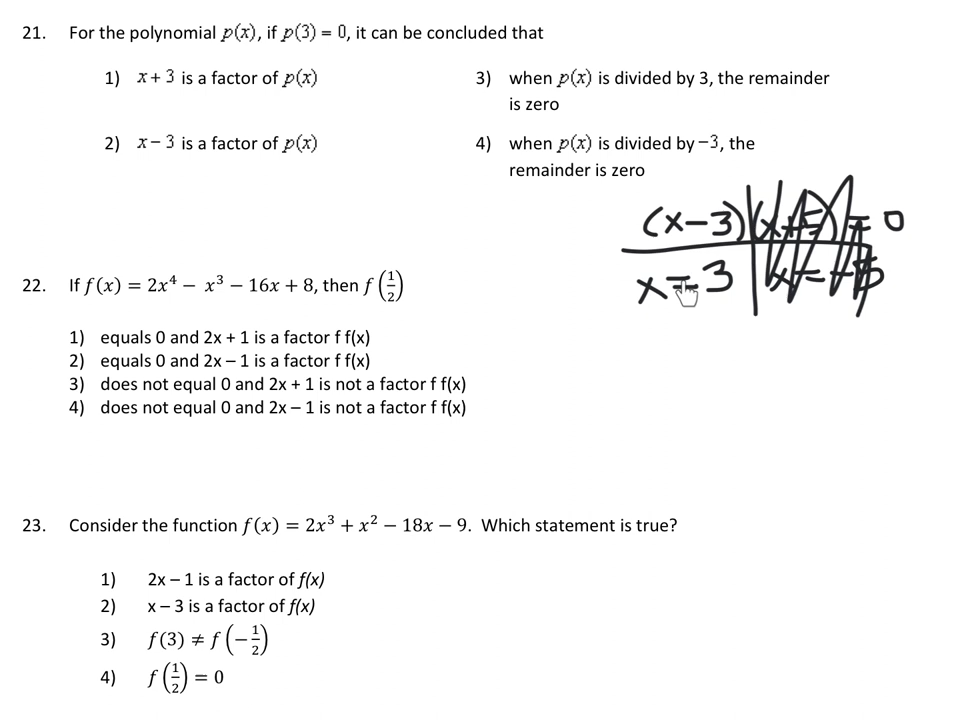 21. For the polynomial p(x), if p(3) = 0, it can be concluded that
1) x + 3 is a factor of p(x)
3) when p(x) is divided by 3, the remainder
is zero
2) x − 3 is a factor of p(x)
4) when p(x) is divided by −3, the
remainder is zero
(x−3) = 0
x = 3
22. If f(x) = 2x⁴ − x³ − 16x + 8, then f(1/2)
1) equals 0 and 2x + 1 is a factor f f(x)
2) equals 0 and 2x – 1 is a factor f f(x)
3) does not equal 0 and 2x + 1 is not a factor f f(x)
4) does not equal 0 and 2x – 1 is not a factor f f(x)
23. Consider the function f(x) = 2x³ + x² − 18x − 9. Which statement is true?
1) 2x – 1 is a factor of f(x)
2) x – 3 is a factor of f(x)
3) f(3) ≠ f(−1/2)
4) f(1/2) = 0